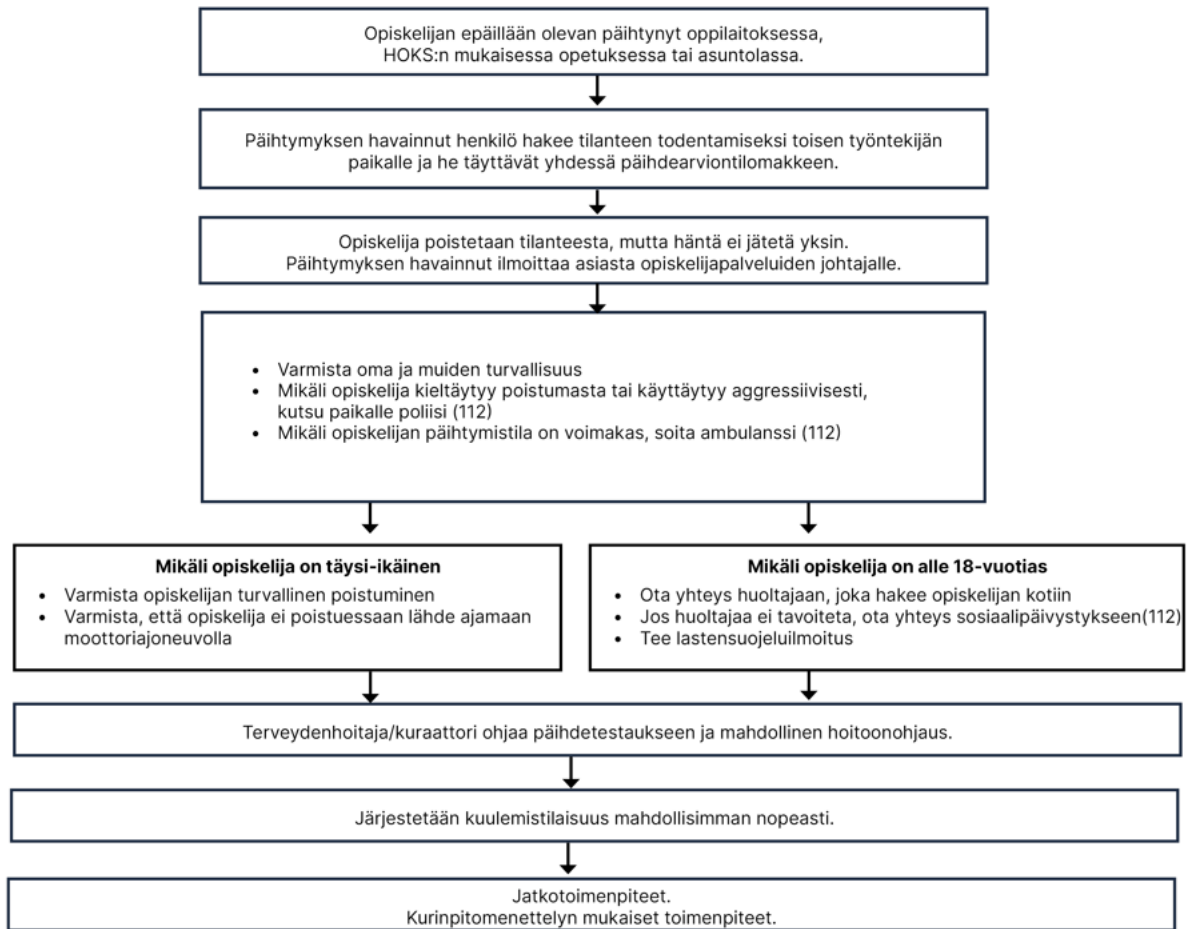 Opiskelijan epäillään olevan päihtynyt oppilaitoksessa,
HOKS:n mukaisessa opetuksessa tai asuntolassa.
Päihtymyksen havainnut henkilö hakee tilanteen todentamiseksi toisen työntekijän
paikalle ja he täyttävät yhdessä päihdearviontilomakkeen.
Opiskelija poistetaan tilanteesta, mutta häntä ei jätetä yksin.
Päihtymyksen havainnut ilmoittaa asiasta opiskelijapalveluiden johtajalle.
• Varmista oma ja muiden turvallisuus
• Mikäli opiskelija kieltäytyy poistumasta tai käyttäytyy aggressiivisesti,
kutsu paikalle poliisi (112)
• Mikäli opiskelijan päihtymistila on voimakas, soita ambulanssi (112)
Mikäli opiskelija on täysi-ikäinen
• Varmista opiskelijan turvallinen poistuminen
• Varmista, että opiskelija ei poistuessaan lähde ajamaan
moottoriajoneuvolla
Mikäli opiskelija on alle 18-vuotias
• Ota yhteys huoltajaan, joka hakee opiskelijan kotiin
• Jos huoltajaa ei tavoiteta, ota yhteys sosiaalipäivystykseen(112)
• Tee lastensuojeluilmoitus
Terveydenhoitaja/kuraattori ohjaa päihdetestaukseen ja mahdollinen hoitoonohjaus.
Järjestetään kuulemistilaisuus mahdollisimman nopeasti.
Jatkotoimenpiteet.
Kurinpitomenettelyn mukaiset toimenpiteet.